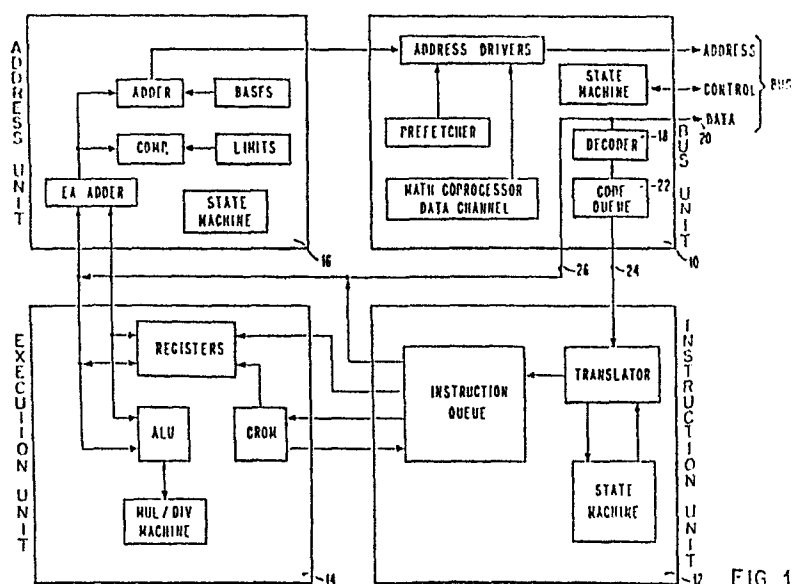 ADDRESS UNIT
ADDER
BASES
COMP.
LIMITS
EA ADDER
STATE
MACHINE
16
ADDRESS DRIVERS
STATE
MACHINE
PREFETCHER
MATH COPROCESSOR
DATA CHANNEL
DECODER
18
CODE
QUEUE
22
BUS UNIT
10
ADDRESS
CONTROL
DATA
20
BUS
26
24
EXECUTION UNIT
REGISTERS
ALU
CROM
MUL / DIV
MACHINE
14
INSTRUCTION
QUEUE
TRANSLATOR
STATE
MACHINE
INSTRUCTION UNIT
12
FIG 1